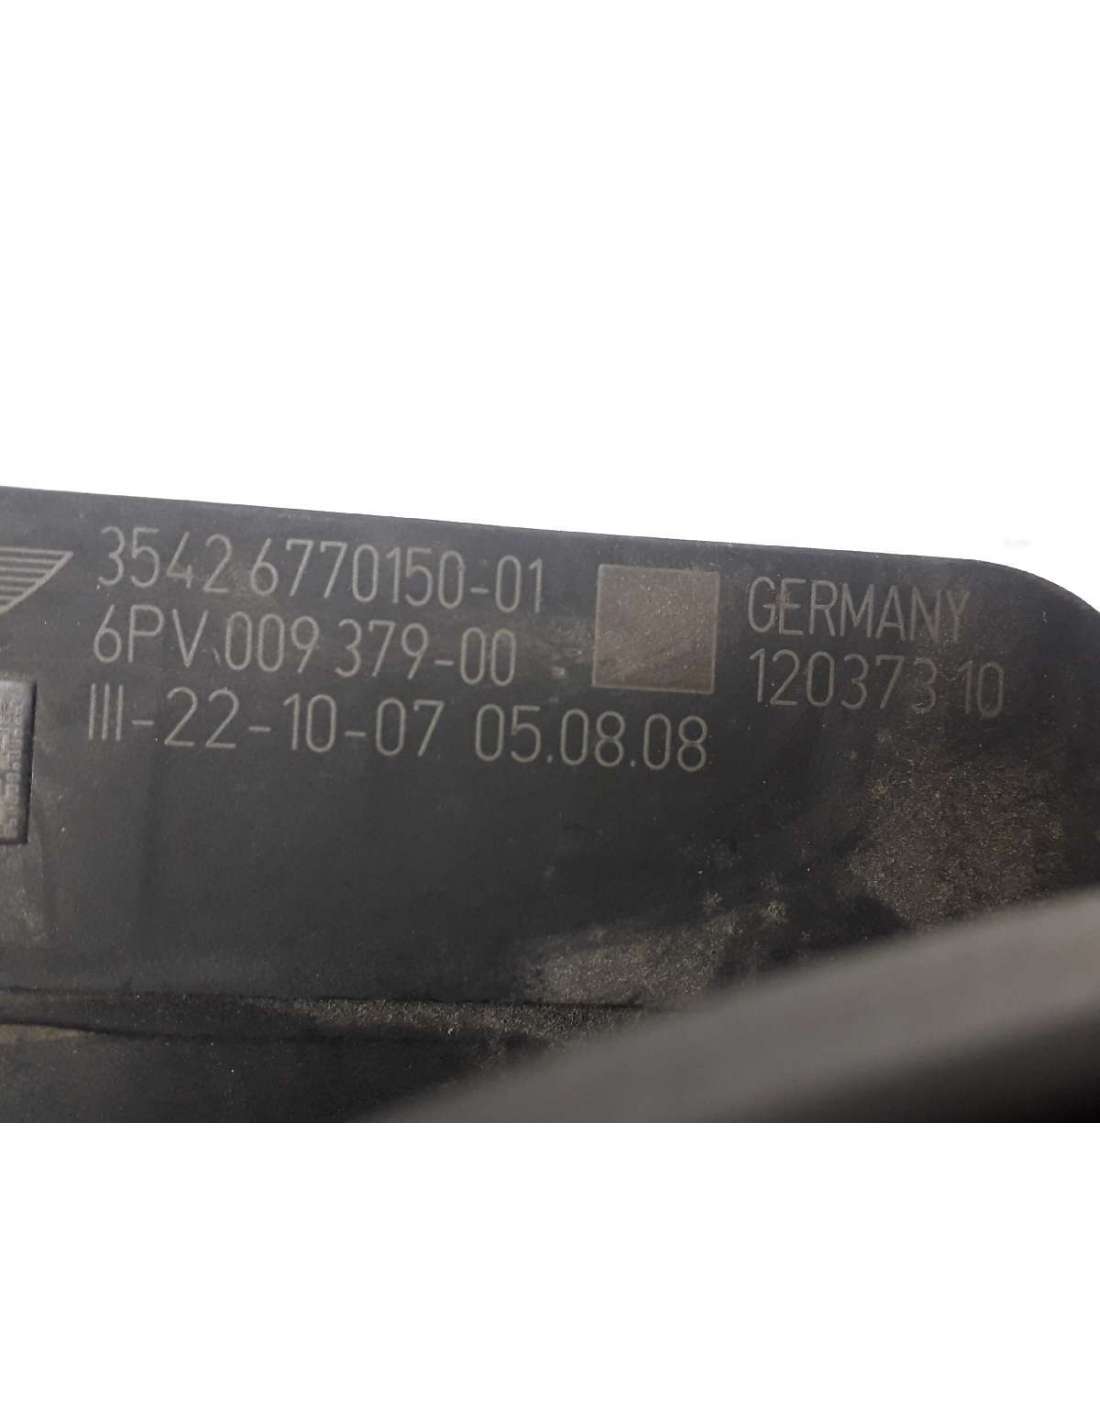 3542 6770150-01
6PV 009 379-00
III-22-10-07 05.08.08
GERMANY
12037310